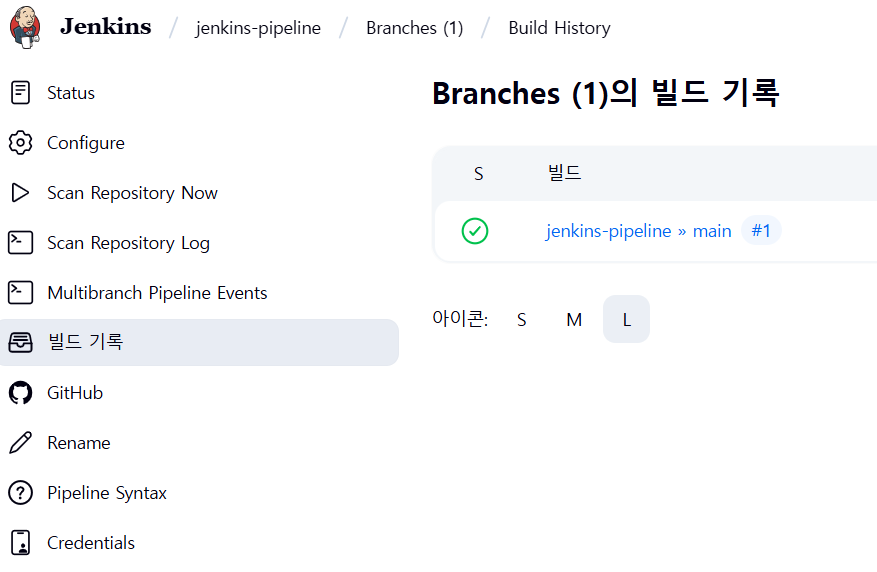 Jenkins / jenkins-pipeline / Branches (1) / Build History
Status
Configure
Scan Repository Now
Scan Repository Log
Multibranch Pipeline Events
빌드 기록
GitHub
Rename
Pipeline Syntax
Credentials
Branches (1)의 빌드 기록
S 빌드
jenkins-pipeline » main #1
아이콘: S M L